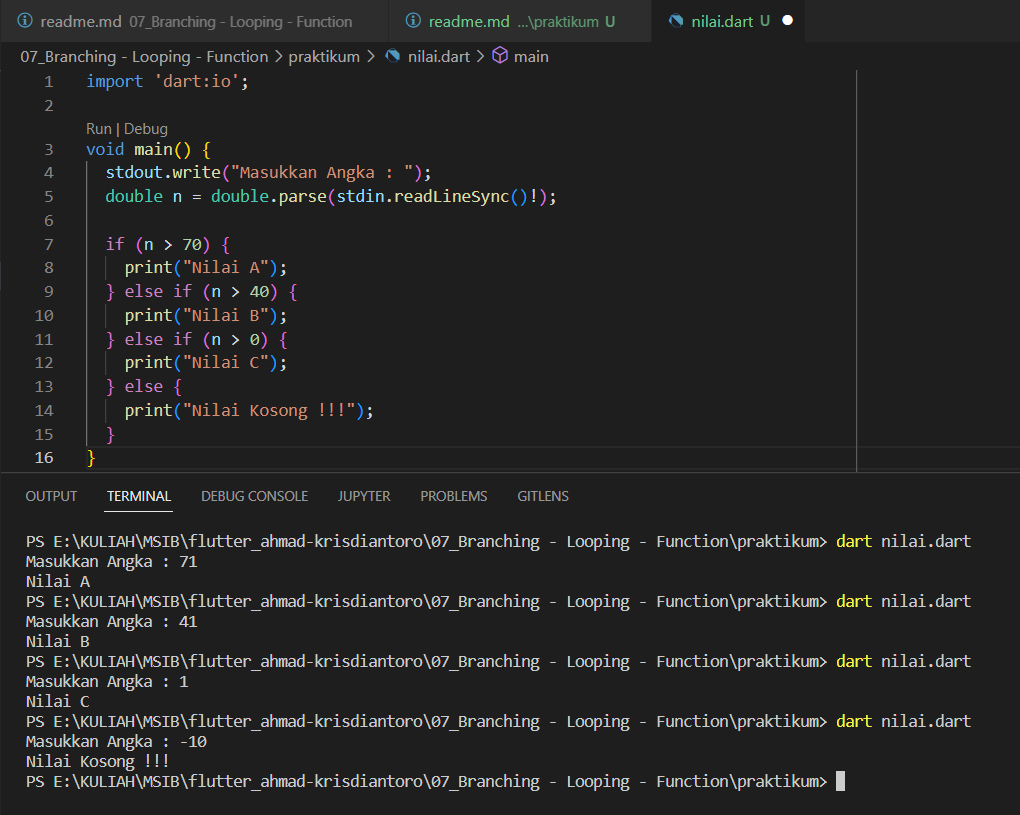 readme.md 07_Branching - Looping - Function readme.md ...\praktikum U nilai.dart U
07_Branching - Looping - Function > praktikum > nilai.dart > main
1 import 'dart:io';
2
Run | Debug
3 void main() {
4 stdout.write("Masukkan Angka : ");
5 double n = double.parse(stdin.readLineSync()!);
6
7 if (n > 70) {
8 print("Nilai A");
9 } else if (n > 40) {
10 print("Nilai B");
11 } else if (n > 0) {
12 print("Nilai C");
13 } else {
14 print("Nilai Kosong !!!");
15 }
16 }
OUTPUT TERMINAL DEBUG CONSOLE JUPYTER PROBLEMS GITLENS
PS E:\KULIAH\MSIB\flutter_ahmad-krisdiantoro\07_Branching - Looping - Function\praktikum> dart nilai.dart
Masukkan Angka : 71
Nilai A
PS E:\KULIAH\MSIB\flutter_ahmad-krisdiantoro\07_Branching - Looping - Function\praktikum> dart nilai.dart
Masukkan Angka : 41
Nilai B
PS E:\KULIAH\MSIB\flutter_ahmad-krisdiantoro\07_Branching - Looping - Function\praktikum> dart nilai.dart
Masukkan Angka : 1
Nilai C
PS E:\KULIAH\MSIB\flutter_ahmad-krisdiantoro\07_Branching - Looping - Function\praktikum> dart nilai.dart
Masukkan Angka : -10
Nilai Kosong !!!
PS E:\KULIAH\MSIB\flutter_ahmad-krisdiantoro\07_Branching - Looping - Function\praktikum>